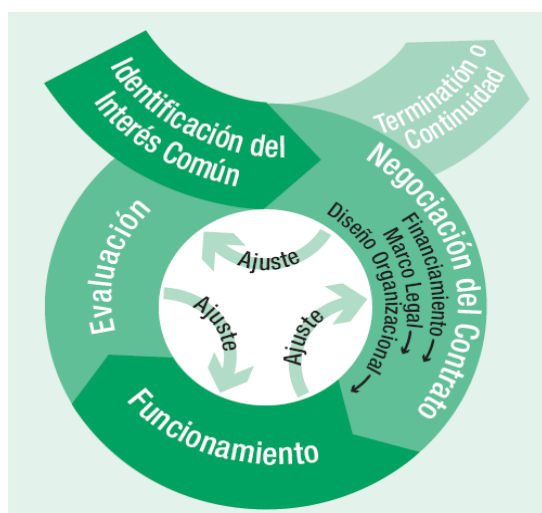 Identificación del
Interés Común
Terminatión o
Continuidad
Negociación del Contrato
Financiamiento
Marco Legal
Diseño Organizacional
Funcionamiento
Evaluación
Ajuste
Ajuste
Ajuste